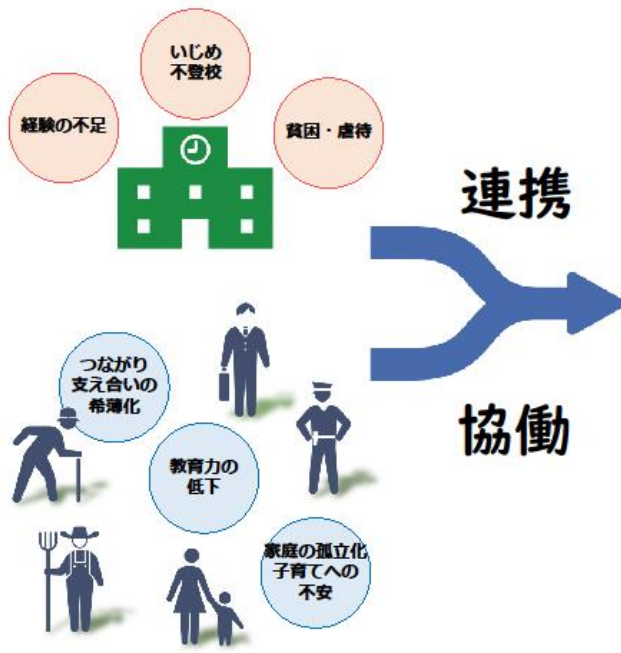 いじめ
不登校
経験の不足
貧困・虐待
連携
つながり
支え合いの
希薄化
教育力の
低下
協働
家庭の孤立化
子育てへの
不安